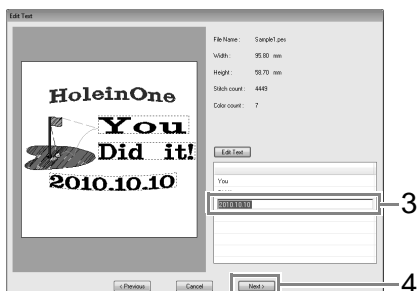 Edit Text
File Name : Sample1.pes
Width : 95.80 mm
Height : 58.70 mm
Stitch count : 4449
Color count : 7
HoleinOne
You
Did it!
2010.10.10
Edit Text
You
2010.10.10
3
< Previous
Cancel
Next >
4